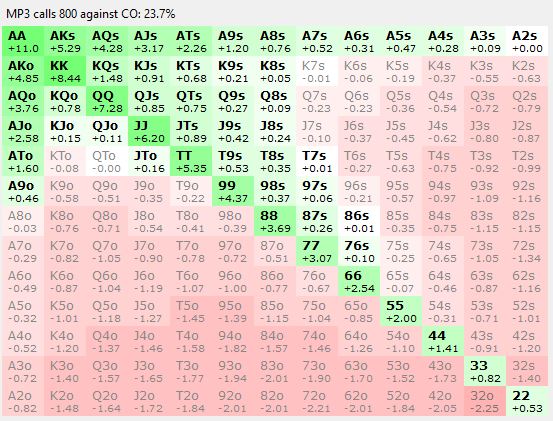 MP3 calls 800 against CO: 23.7%
AA AKs AQs AJs ATs A9s A8s A7s A6s A5s A4s A3s A2s
+11.0 +5.29 +4.28 +3.17 +2.26 +1.20 +0.76 +0.52 +0.31 +0.47 +0.28 +0.09 +0.00
AKo KK KQs KJs KTs K9s K8s K7s K6s K5s K4s K3s K2s
+4.85 +8.44 +1.48 +0.91 +0.68 +0.21 +0.05 -0.01 -0.06 -0.19 -0.37 -0.55 -0.63
AQo KQo QQ QJs QTs Q9s Q8s Q7s Q6s Q5s Q4s Q3s Q2s
+3.76 +0.78 +7.28 +0.85 +0.75 +0.27 +0.09 -0.23 -0.23 -0.36 -0.54 -0.72 -0.79
AJo KJo QJo JJ JTs J9s J8s J7s J6s J5s J4s J3s J2s
+2.58 +0.15 +0.11 +6.20 +0.89 +0.42 +0.24 -0.10 -0.37 -0.45 -0.62 -0.80 -0.87
ATo KTo QTo JTo TT T9s T8s T7s T6s T5s T4s T3s T2s
+1.60 -0.08 -0.00 +0.16 +5.35 +0.53 +0.35 +0.01 -0.27 -0.63 -0.75 -0.92 -0.99
A9o K9o Q9o J9o T9o 99 98s 97s 96s 95s 94s 93s 92s
+0.46 -0.58 -0.51 -0.35 -0.22 +4.37 +0.37 +0.06 -0.21 -0.57 -0.97 -1.09 -1.16
A8o K8o Q8o J8o T8o 98o 88 87s 86s 85s 84s 83s 82s
-0.03 -0.76 -0.71 -0.54 -0.41 -0.39 +3.69 +0.26 +0.01 -0.35 -0.75 -1.15 -1.15
A7o K7o Q7o J7o T7o 97o 87o 77 76s 75s 74s 73s 72s
-0.29 -0.82 -1.05 -0.90 -0.78 -0.72 -0.51 +3.07 +0.10 -0.25 -0.65 -1.05 -1.34
A6o K6o Q6o J6o T6o 96o 86o 76o 66 65s 64s 63s 62s
-0.49 -0.87 -1.04 -1.19 -1.07 -1.00 -0.77 -0.67 +2.54 -0.07 -0.46 -0.87 -1.16
A5o K5o Q5o J5o T5o 95o 85o 75o 65o 55 54s 53s 52s
-0.32 -1.01 -1.18 -1.27 -1.45 -1.39 -1.15 -1.04 -0.85 +2.00 -0.31 -0.71 -1.01
A4o K4o Q4o J4o T4o 94o 84o 74o 64o 54o 44 43s 42s
-0.52 -1.20 -1.37 -1.46 -1.58 -1.82 -1.57 -1.46 -1.26 -1.10 +1.41 -0.91 -1.20
A3o K3o Q3o J3o T3o 93o 83o 73o 63o 53o 43o 33 32s
-0.72 -1.40 -1.57 -1.65 -1.77 -1.94 -2.01 -1.90 -1.70 -1.52 -1.73 +0.82 -1.40
A2o K2o Q2o J2o T2o 92o 82o 72o 62o 52o 42o 32o 22
-0.82 -1.48 -1.64 -1.72 -1.84 -2.01 -2.01 -2.21 -2.01 -1.84 -2.05 -2.25 +0.53